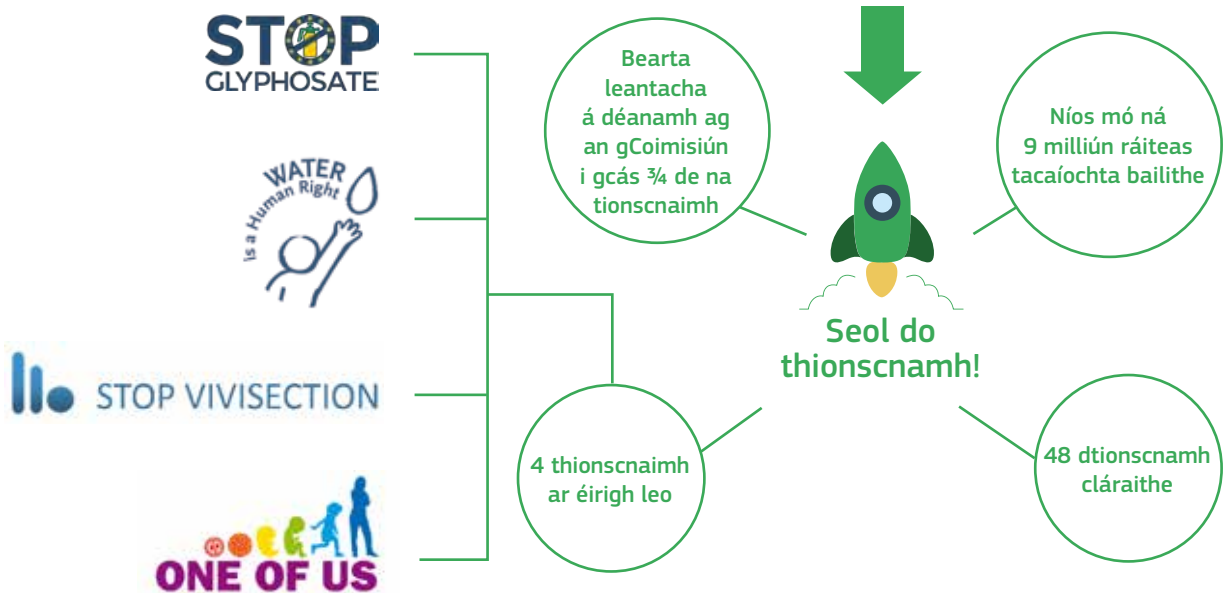 STOP
GLYPHOSATE
WATER
is a Human Right
STOP VIVISECTION
ONE OF US
Bearta
leantacha
á déanamh ag
an gCoimisiún
i gcás ¾ de na
tionscnaimh
Níos mó ná
9 milliún ráiteas
tacaíochta bailithe
Seol do
thionscnamh!
4 thionscnaimh
ar éirigh leo
48 dtionscnamh
cláraithe